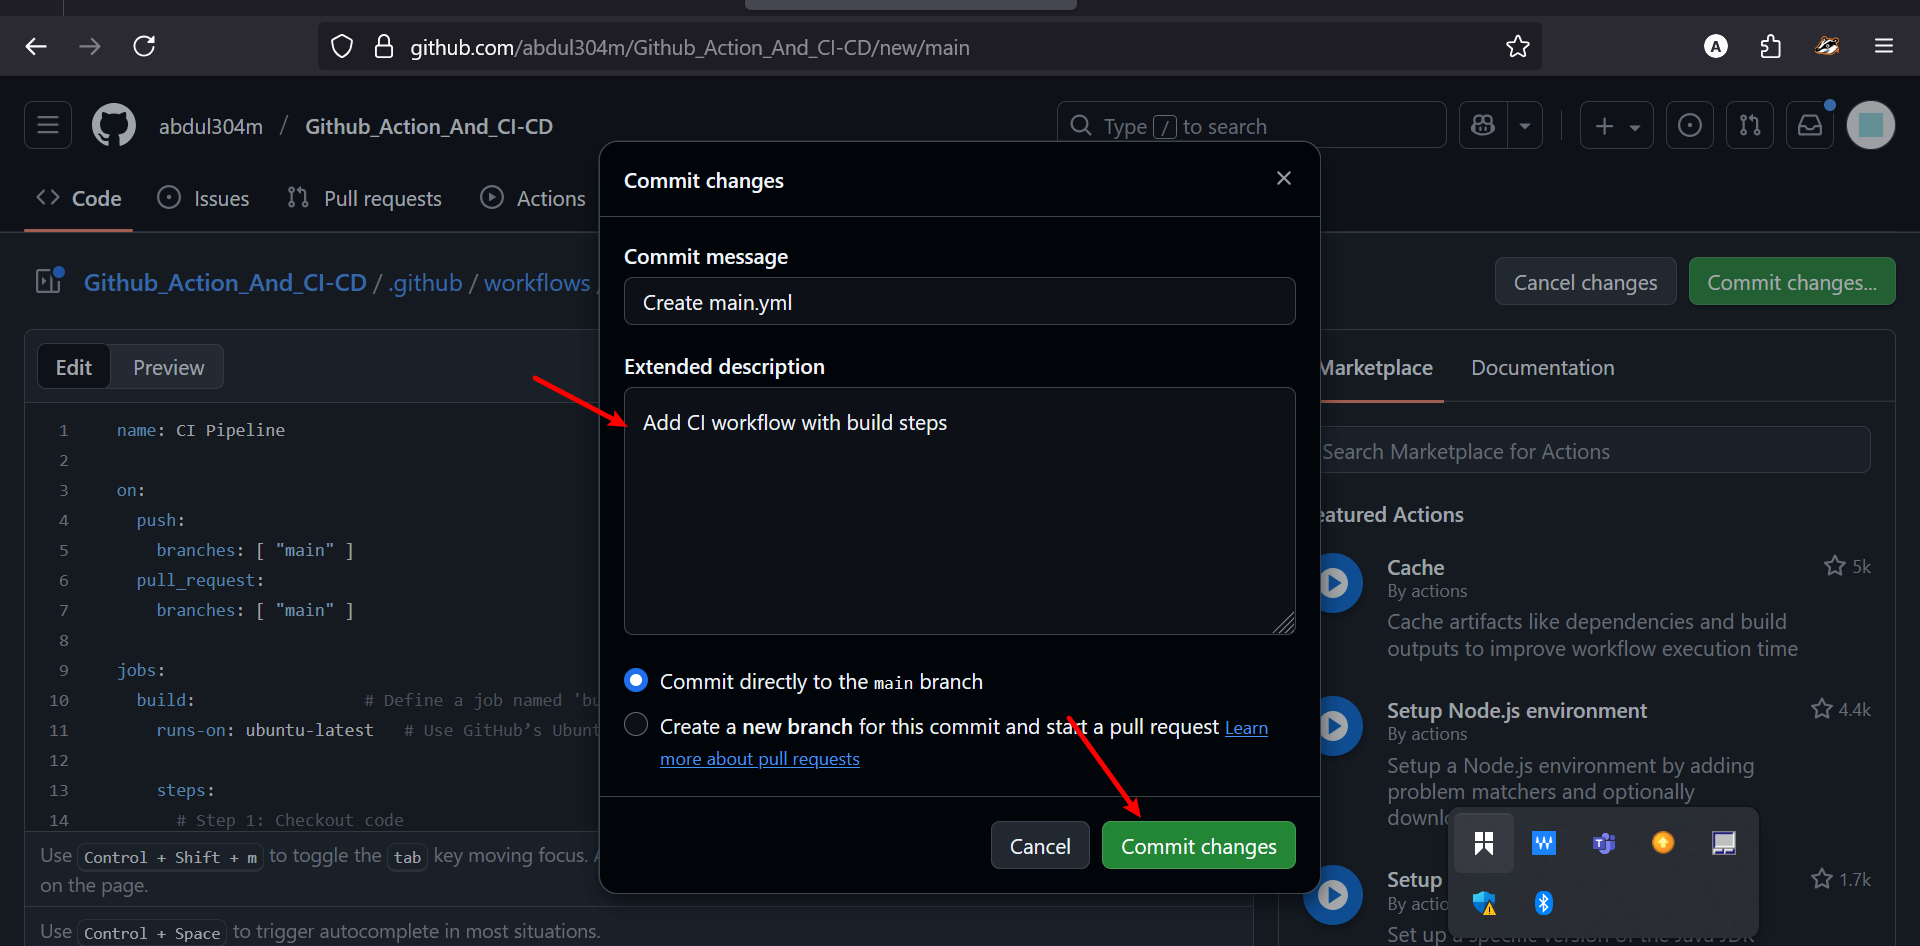 github.com/abdul304m/Github_Action_And_CI-CD/new/main
A
abdul304m / Github_Action_And_CI-CD
Type / to search
Code
Issues
Pull requests
Actions
Github_Action_And_CI-CD / .github / workflows /
Cancel changes
Commit changes...
Edit
Preview
1 name: CI Pipeline
2
3 on:
4 push:
5 branches: [ "main" ]
6 pull_request:
7 branches: [ "main" ]
8
9 jobs:
10 build: # Define a job named 'bu
11 runs-on: ubuntu-latest # Use GitHub’s Ubunt
12
13 steps:
14 # Step 1: Checkout code
Use Control + Shift + m to toggle the tab key moving focus.
on the page.
Use Control + Space to trigger autocomplete in most situations.
Commit changes
Commit message
Create main.yml
Extended description
Add CI workflow with build steps
Commit directly to the main branch
Create a new branch for this commit and start a pull request Learn
more about pull requests
Cancel
Commit changes
Marketplace
Documentation
Search Marketplace for Actions
eatured Actions
Cache
5k
By actions
Cache artifacts like dependencies and build
outputs to improve workflow execution time
Setup Node.js environment
4.4k
By actions
Setup a Node.js environment by adding
problem matchers and optionally
downlo
Setup
1.7k
By actio
Set up a specific version of the Java JDK